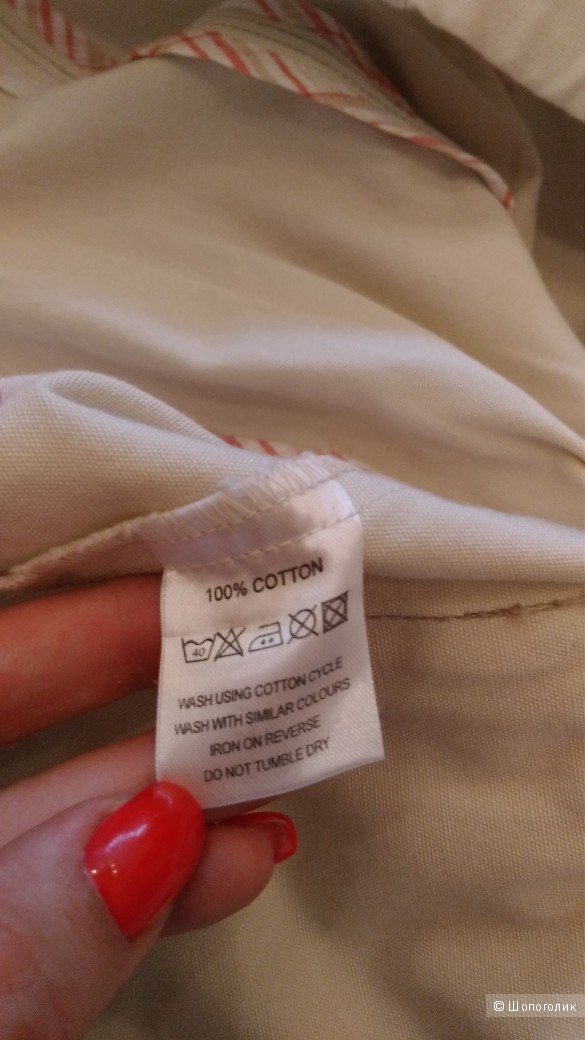 100% COTTON
40
WASH USING COTTON CYCLE
WASH WITH SIMILAR COLOURS
IRON ON REVERSE
DO NOT TUMBLE DRY
© Шопоголик